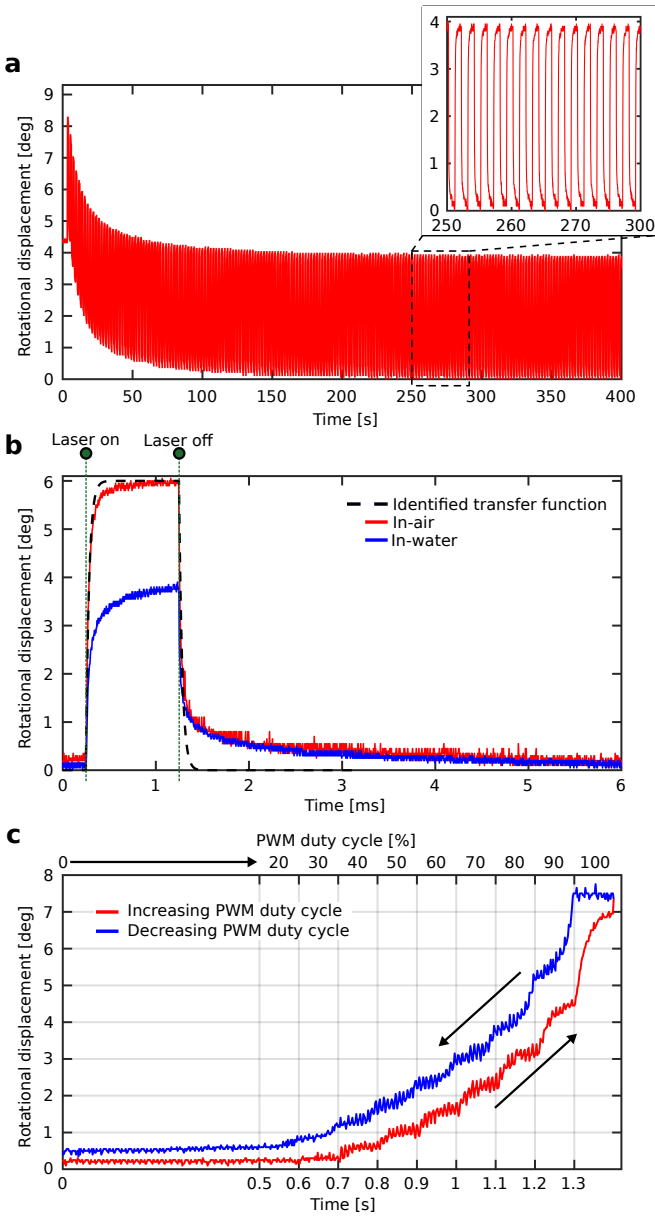 a
Rotational displacement [deg]
9
8
7
6
5
4
3
2
1
0
0 50 100 150 200 250 300 350 400
Time [s]
4
3
2
1
0
250 260 270 280 290 300
b
Laser on Laser off
Rotational displacement [deg]
6
5
4
3
2
1
0
Identified transfer function
In-air
In-water
0 1 2 3 4 5 6
Time [ms]
c
PWM duty cycle [%]
0 20 30 40 50 60 70 80 90 100
Rotational displacement [deg]
8
7
6
5
4
3
2
1
0
Increasing PWM duty cycle
Decreasing PWM duty cycle
0 0.5 0.6 0.7 0.8 0.9 1 1.1 1.2 1.3
Time [s]